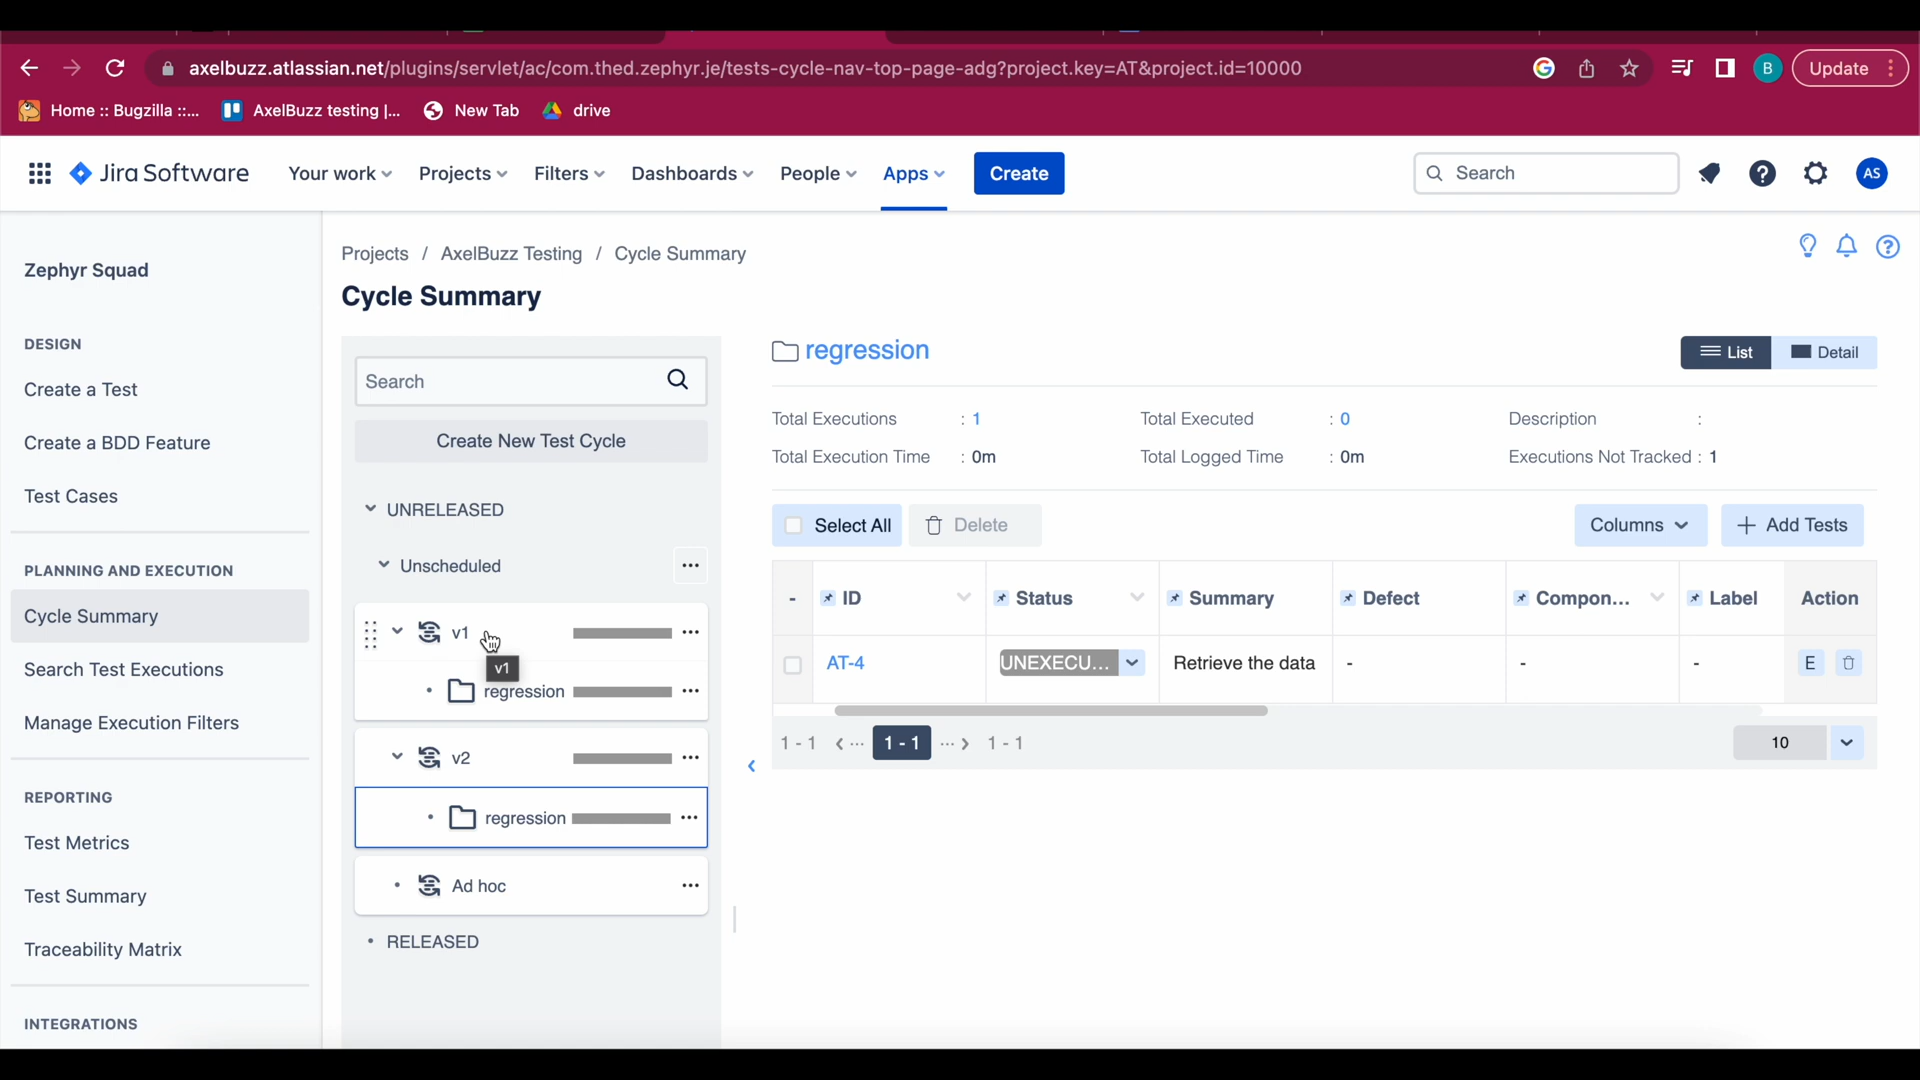 axelbuzz.atlassian.net/plugins/servlet/ac/com.thed.zephyr.je/tests-cycle-nav-top-page-adg?project.key=AT&project.id=10000
B
Update
Home :: Bugzilla ::...
AxelBuzz testing |...
New Tab
drive
Jira Software
Your work
Projects
Filters
Dashboards
People
Apps
Create
Search
AS
Zephyr Squad
DESIGN
Create a Test
Create a BDD Feature
Test Cases
PLANNING AND EXECUTION
Cycle Summary
Search Test Executions
Manage Execution Filters
REPORTING
Test Metrics
Test Summary
Traceability Matrix
INTEGRATIONS
Projects / AxelBuzz Testing / Cycle Summary
Cycle Summary
Search
Create New Test Cycle
UNRELEASED
Unscheduled
v1
v1
regression
v2
regression
Ad hoc
RELEASED
regression
List
Detail
Total Executions : 1
Total Executed : 0
Description :
Total Execution Time : 0m
Total Logged Time : 0m
Executions Not Tracked : 1
Select All
Delete
Columns
+ Add Tests
- ID Status Summary Defect Compon... Label Action
AT-4 UNEXECU... Retrieve the data - - - E
1 - 1 ‹ ··· 1 - 1 ··· › 1 - 1
10